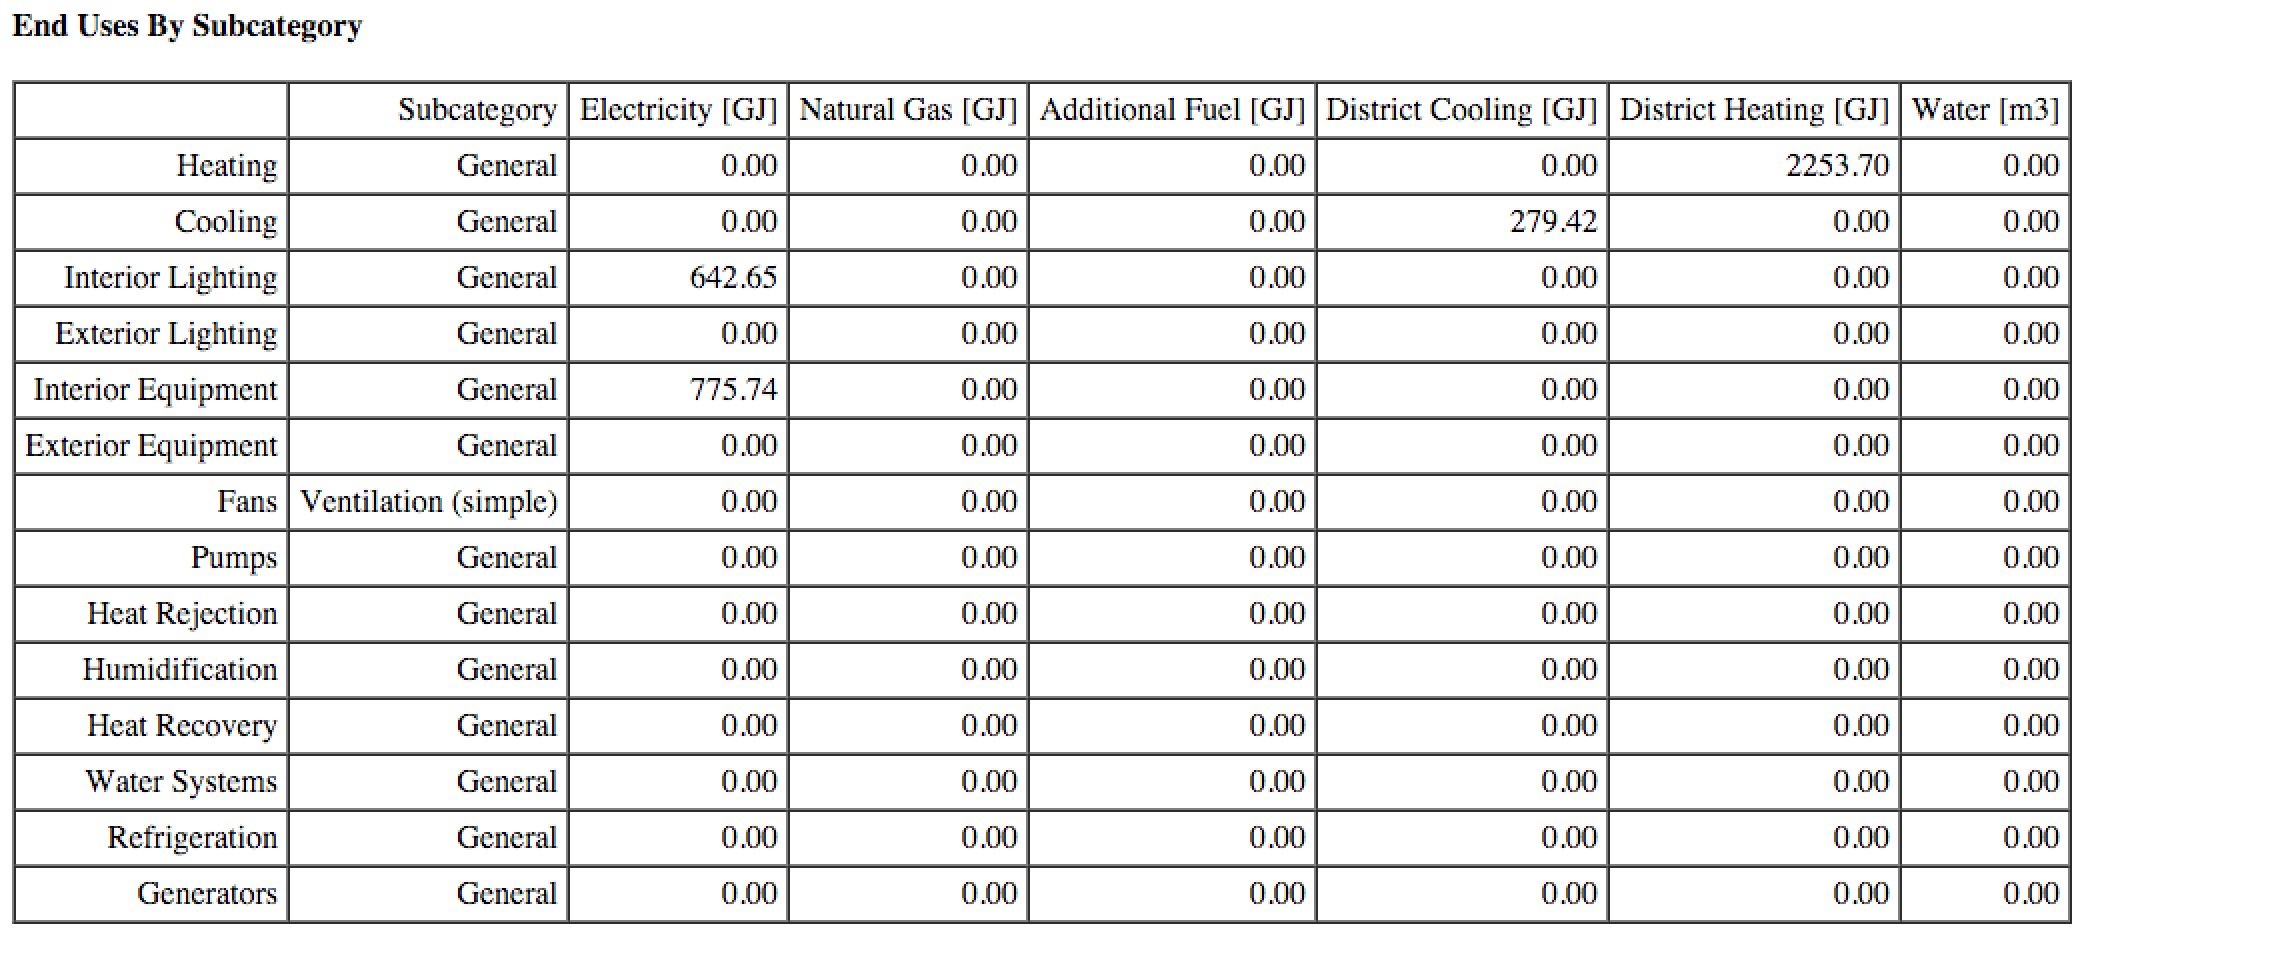 End Uses By Subcategory
Subcategory Electricity [GJ] Natural Gas [GJ] Additional Fuel [GJ] District Cooling [GJ] District Heating [GJ] Water [m3]
Heating General 0.00 0.00 0.00 0.00 2253.70 0.00
Cooling General 0.00 0.00 0.00 279.42 0.00 0.00
Interior Lighting General 642.65 0.00 0.00 0.00 0.00 0.00
Exterior Lighting General 0.00 0.00 0.00 0.00 0.00 0.00
Interior Equipment General 775.74 0.00 0.00 0.00 0.00 0.00
Exterior Equipment General 0.00 0.00 0.00 0.00 0.00 0.00
Fans Ventilation (simple) 0.00 0.00 0.00 0.00 0.00 0.00
Pumps General 0.00 0.00 0.00 0.00 0.00 0.00
Heat Rejection General 0.00 0.00 0.00 0.00 0.00 0.00
Humidification General 0.00 0.00 0.00 0.00 0.00 0.00
Heat Recovery General 0.00 0.00 0.00 0.00 0.00 0.00
Water Systems General 0.00 0.00 0.00 0.00 0.00 0.00
Refrigeration General 0.00 0.00 0.00 0.00 0.00 0.00
Generators General 0.00 0.00 0.00 0.00 0.00 0.00